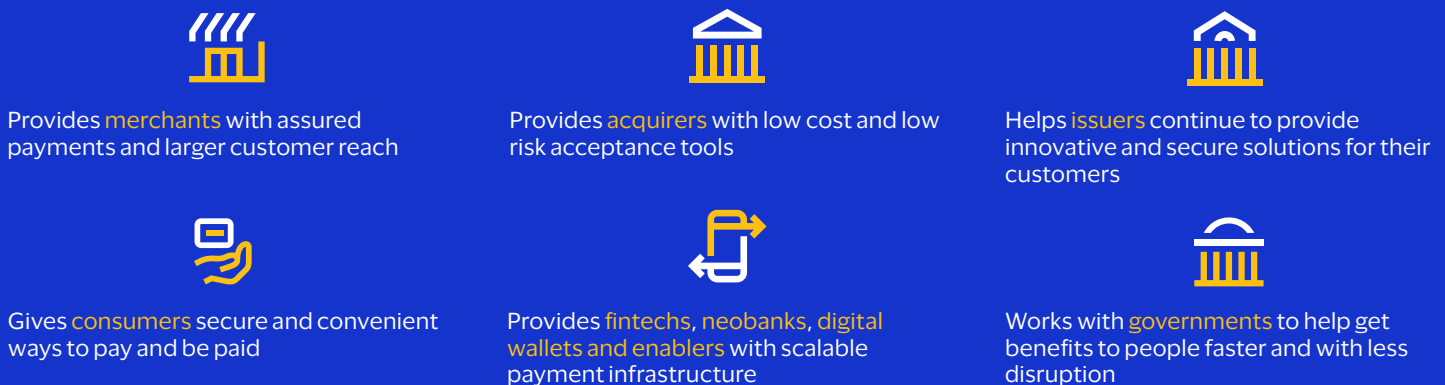 Provides merchants with assured
payments and larger customer reach
Provides acquirers with low cost and low
risk acceptance tools
Helps issuers continue to provide
innovative and secure solutions for their
customers
Gives consumers secure and convenient
ways to pay and be paid
Provides fintechs, neobanks, digital
wallets and enablers with scalable
payment infrastructure
Works with governments to help get
benefits to people faster and with less
disruption